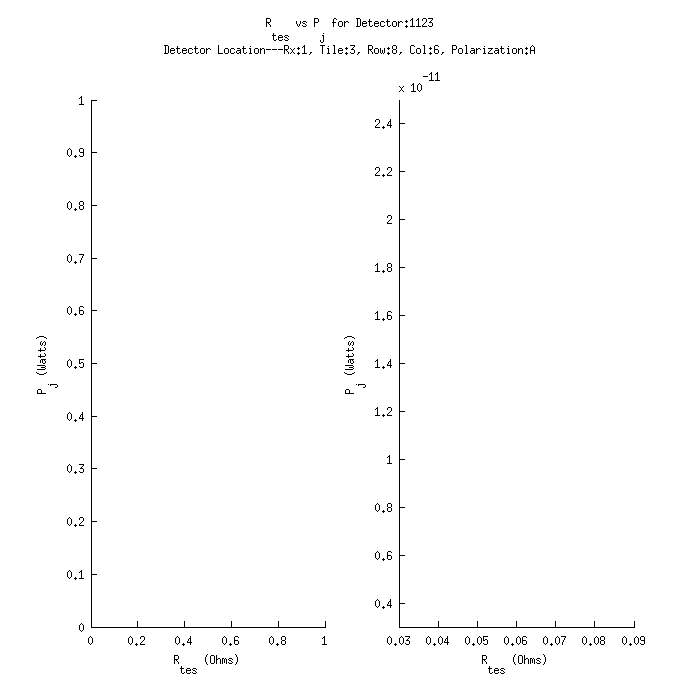 R_tes vs P_j for Detector:1123
Detector Location---Rx:1, Tile:3, Row:8, Col:6, Polarization:A
1
0.9
0.8
0.7
0.6
0.5
0.4
0.3
0.2
0.1
0
P_j (Watts)
0 0.2 0.4 0.6 0.8 1
R_tes (Ohms)
x 10^-11
2.4
2.2
2
1.8
1.6
1.4
1.2
1
0.8
0.6
0.4
P_j (Watts)
0.03 0.04 0.05 0.06 0.07 0.08 0.09
R_tes (Ohms)